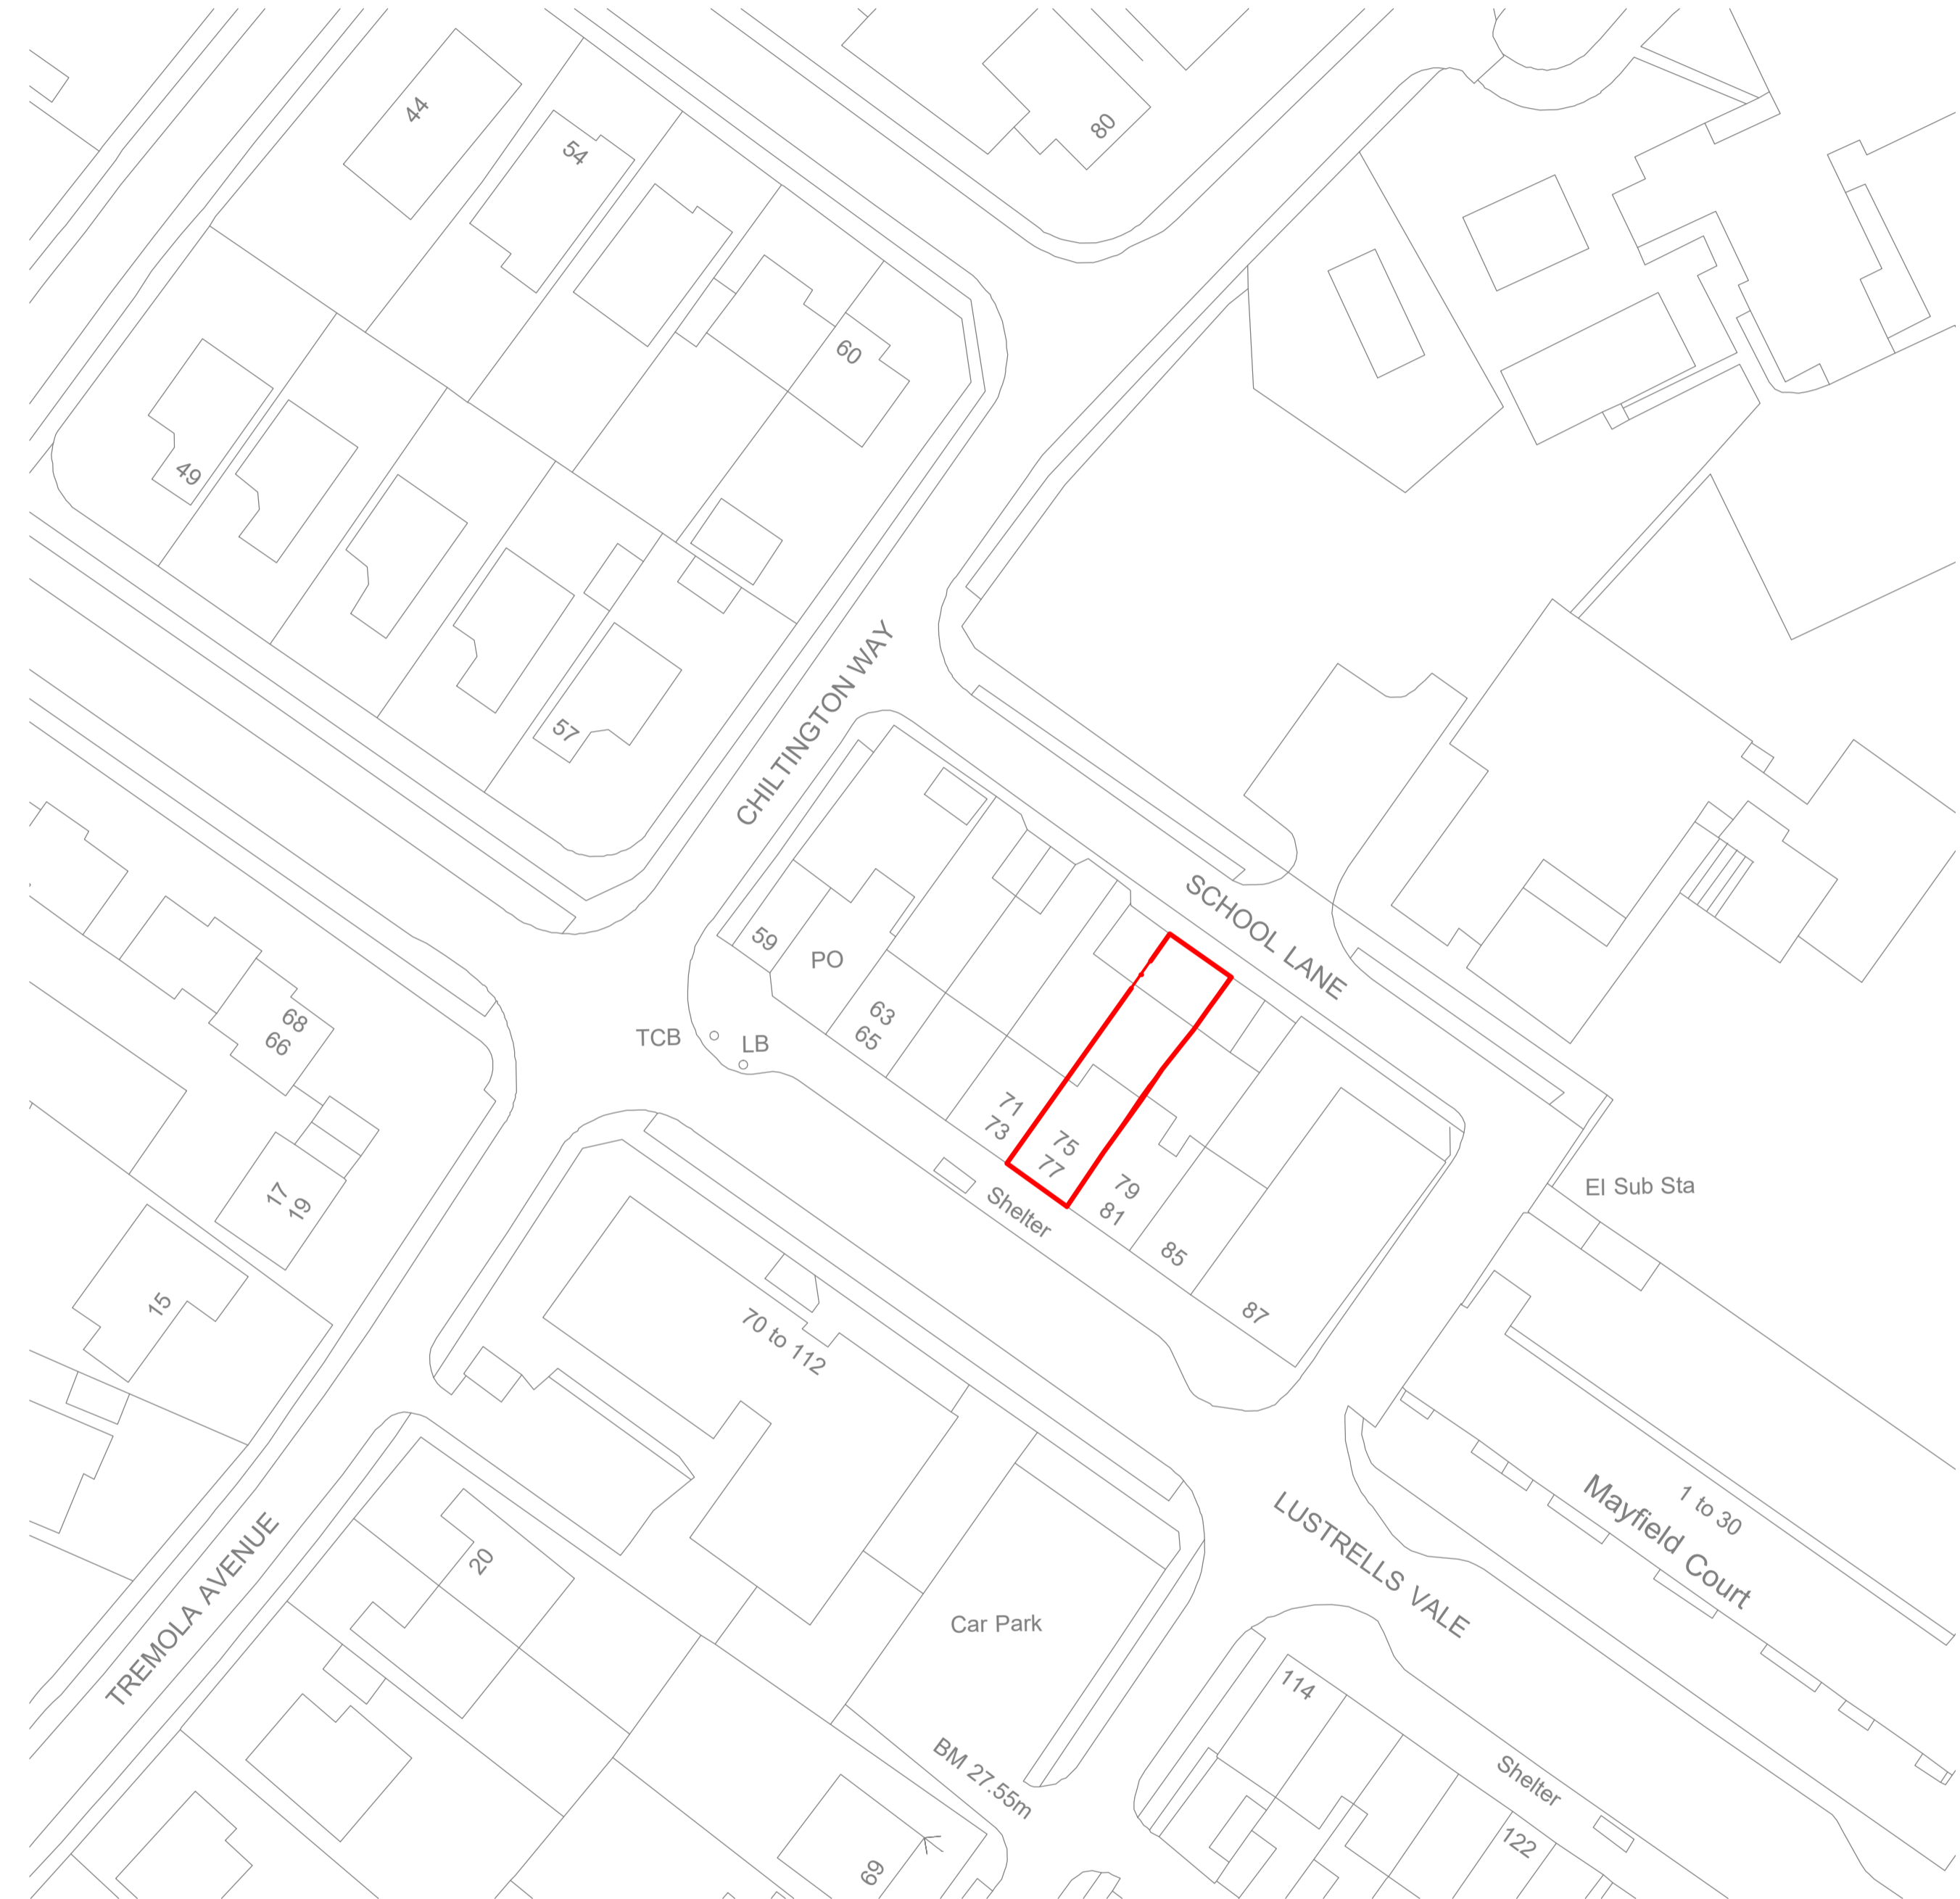 44
54
80
60
49
57
CHILTINGTON WAY
SCHOOL LANE
59
PO
63
65
TCB
LB
68
66
71
73
75
77
79
81
85
87
Shelter
El Sub Sta
17
19
15
70 to 112
TREMOLA AVENUE
20
Car Park
LUSTRELLS VALE
Mayfield Court
1 to 30
BM 27.55m
114
Shelter
122
69